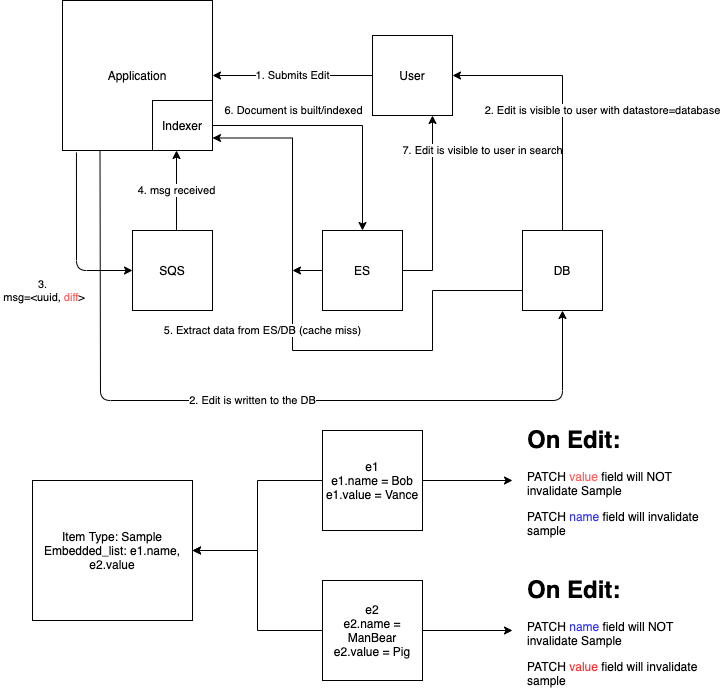 Application
User
1. Submits Edit
Indexer
6. Document is built/indexed
2. Edit is visible to user with datastore=database
7. Edit is visible to user in search
4. msg received
SQS
ES
DB
3.
msg=<uuid, diff>
5. Extract data from ES/DB (cache miss)
2. Edit is written to the DB
Item Type: Sample
Embedded_list: e1.name,
e2.value
e1
e1.name = Bob
e1.value = Vance
On Edit:
PATCH value field will NOT
invalidate Sample
PATCH name field will invalidate
sample
e2
e2.name =
ManBear
e2.value = Pig
On Edit:
PATCH name field will NOT
invalidate Sample
PATCH value field will invalidate
sample